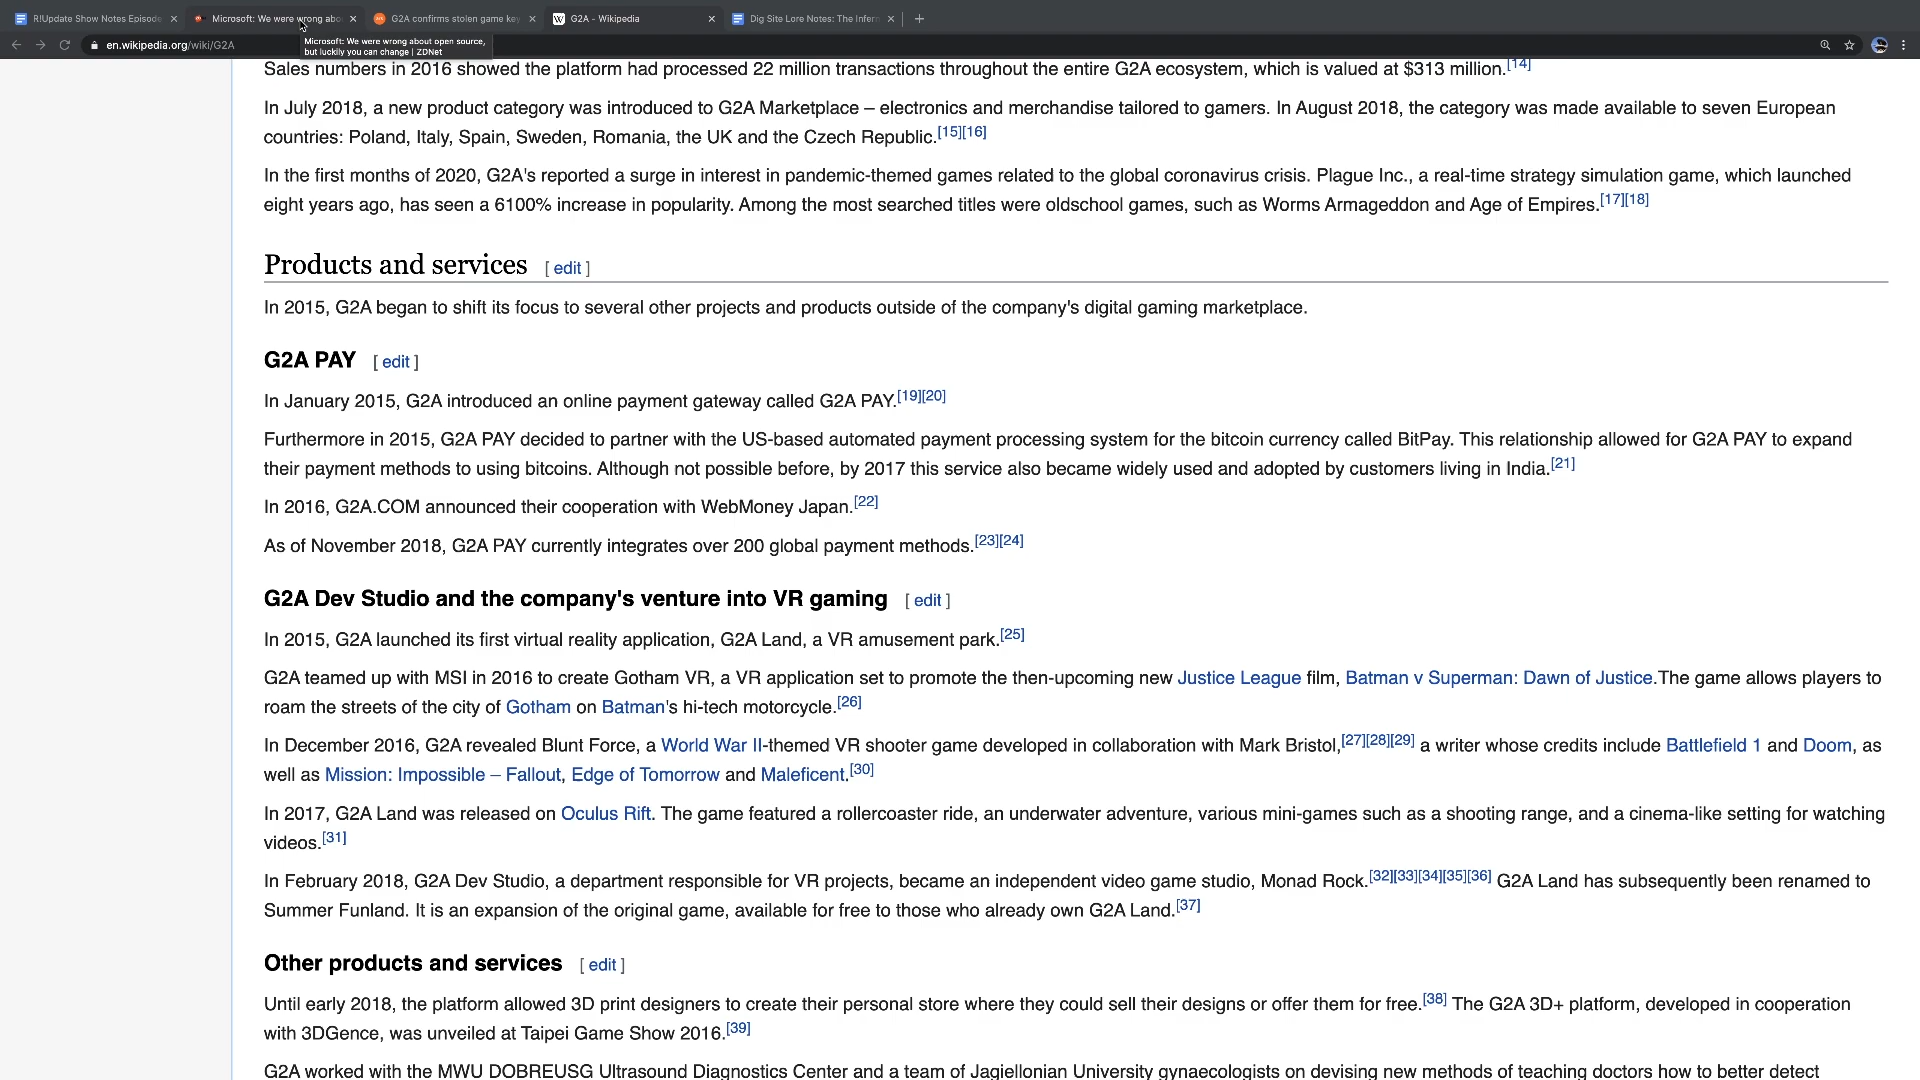 R!Update Show Notes Episode
Microsoft: We were wrong abo
G2A confirms stolen game key
G2A - Wikipedia
Dig Site Lore Notes: The Infern
en.wikipedia.org/wiki/G2A
Microsoft: We were wrong about open source,
but luckily you can change | ZDNet
Sales numbers in 2016 showed the platform had processed 22 million transactions throughout the entire G2A ecosystem, which is valued at $313 million.[14]
In July 2018, a new product category was introduced to G2A Marketplace – electronics and merchandise tailored to gamers. In August 2018, the category was made available to seven European
countries: Poland, Italy, Spain, Sweden, Romania, the UK and the Czech Republic.[15][16]
In the first months of 2020, G2A's reported a surge in interest in pandemic-themed games related to the global coronavirus crisis. Plague Inc., a real-time strategy simulation game, which launched
eight years ago, has seen a 6100% increase in popularity. Among the most searched titles were oldschool games, such as Worms Armageddon and Age of Empires.[17][18]
Products and services [ edit ]
In 2015, G2A began to shift its focus to several other projects and products outside of the company's digital gaming marketplace.
G2A PAY [ edit ]
In January 2015, G2A introduced an online payment gateway called G2A PAY.[19][20]
Furthermore in 2015, G2A PAY decided to partner with the US-based automated payment processing system for the bitcoin currency called BitPay. This relationship allowed for G2A PAY to expand
their payment methods to using bitcoins. Although not possible before, by 2017 this service also became widely used and adopted by customers living in India.[21]
In 2016, G2A.COM announced their cooperation with WebMoney Japan.[22]
As of November 2018, G2A PAY currently integrates over 200 global payment methods.[23][24]
G2A Dev Studio and the company's venture into VR gaming [ edit ]
In 2015, G2A launched its first virtual reality application, G2A Land, a VR amusement park.[25]
G2A teamed up with MSI in 2016 to create Gotham VR, a VR application set to promote the then-upcoming new Justice League film, Batman v Superman: Dawn of Justice.The game allows players to
roam the streets of the city of Gotham on Batman's hi-tech motorcycle.[26]
In December 2016, G2A revealed Blunt Force, a World War II-themed VR shooter game developed in collaboration with Mark Bristol,[27][28][29] a writer whose credits include Battlefield 1 and Doom, as
well as Mission: Impossible – Fallout, Edge of Tomorrow and Maleficent.[30]
In 2017, G2A Land was released on Oculus Rift. The game featured a rollercoaster ride, an underwater adventure, various mini-games such as a shooting range, and a cinema-like setting for watching
videos.[31]
In February 2018, G2A Dev Studio, a department responsible for VR projects, became an independent video game studio, Monad Rock.[32][33][34][35][36] G2A Land has subsequently been renamed to
Summer Funland. It is an expansion of the original game, available for free to those who already own G2A Land.[37]
Other products and services [ edit ]
Until early 2018, the platform allowed 3D print designers to create their personal store where they could sell their designs or offer them for free.[38] The G2A 3D+ platform, developed in cooperation
with 3DGence, was unveiled at Taipei Game Show 2016.[39]
G2A worked with the MWU DOBREUSG Ultrasound Diagnostics Center and a team of Jagiellonian University gynaecologists on devising new methods of teaching doctors how to better detect